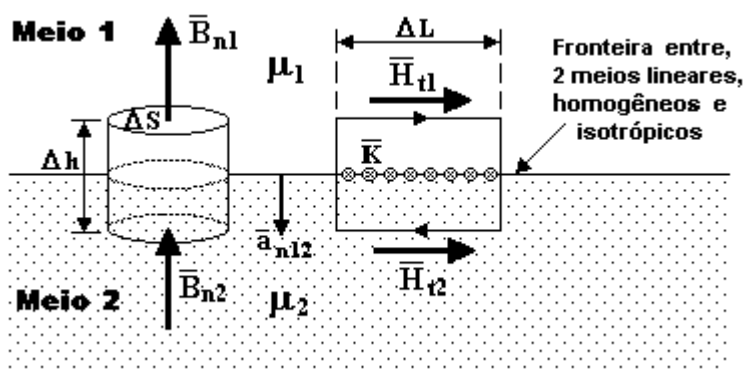 Meio 1
B̅n1
μ1
ΔL
H̅t1
Fronteira entre,
2 meios lineares,
homogêneos e
isotrópicos
ΔS
Δh
K̅
a̅n12
H̅t2
B̅n2
Meio 2
μ2